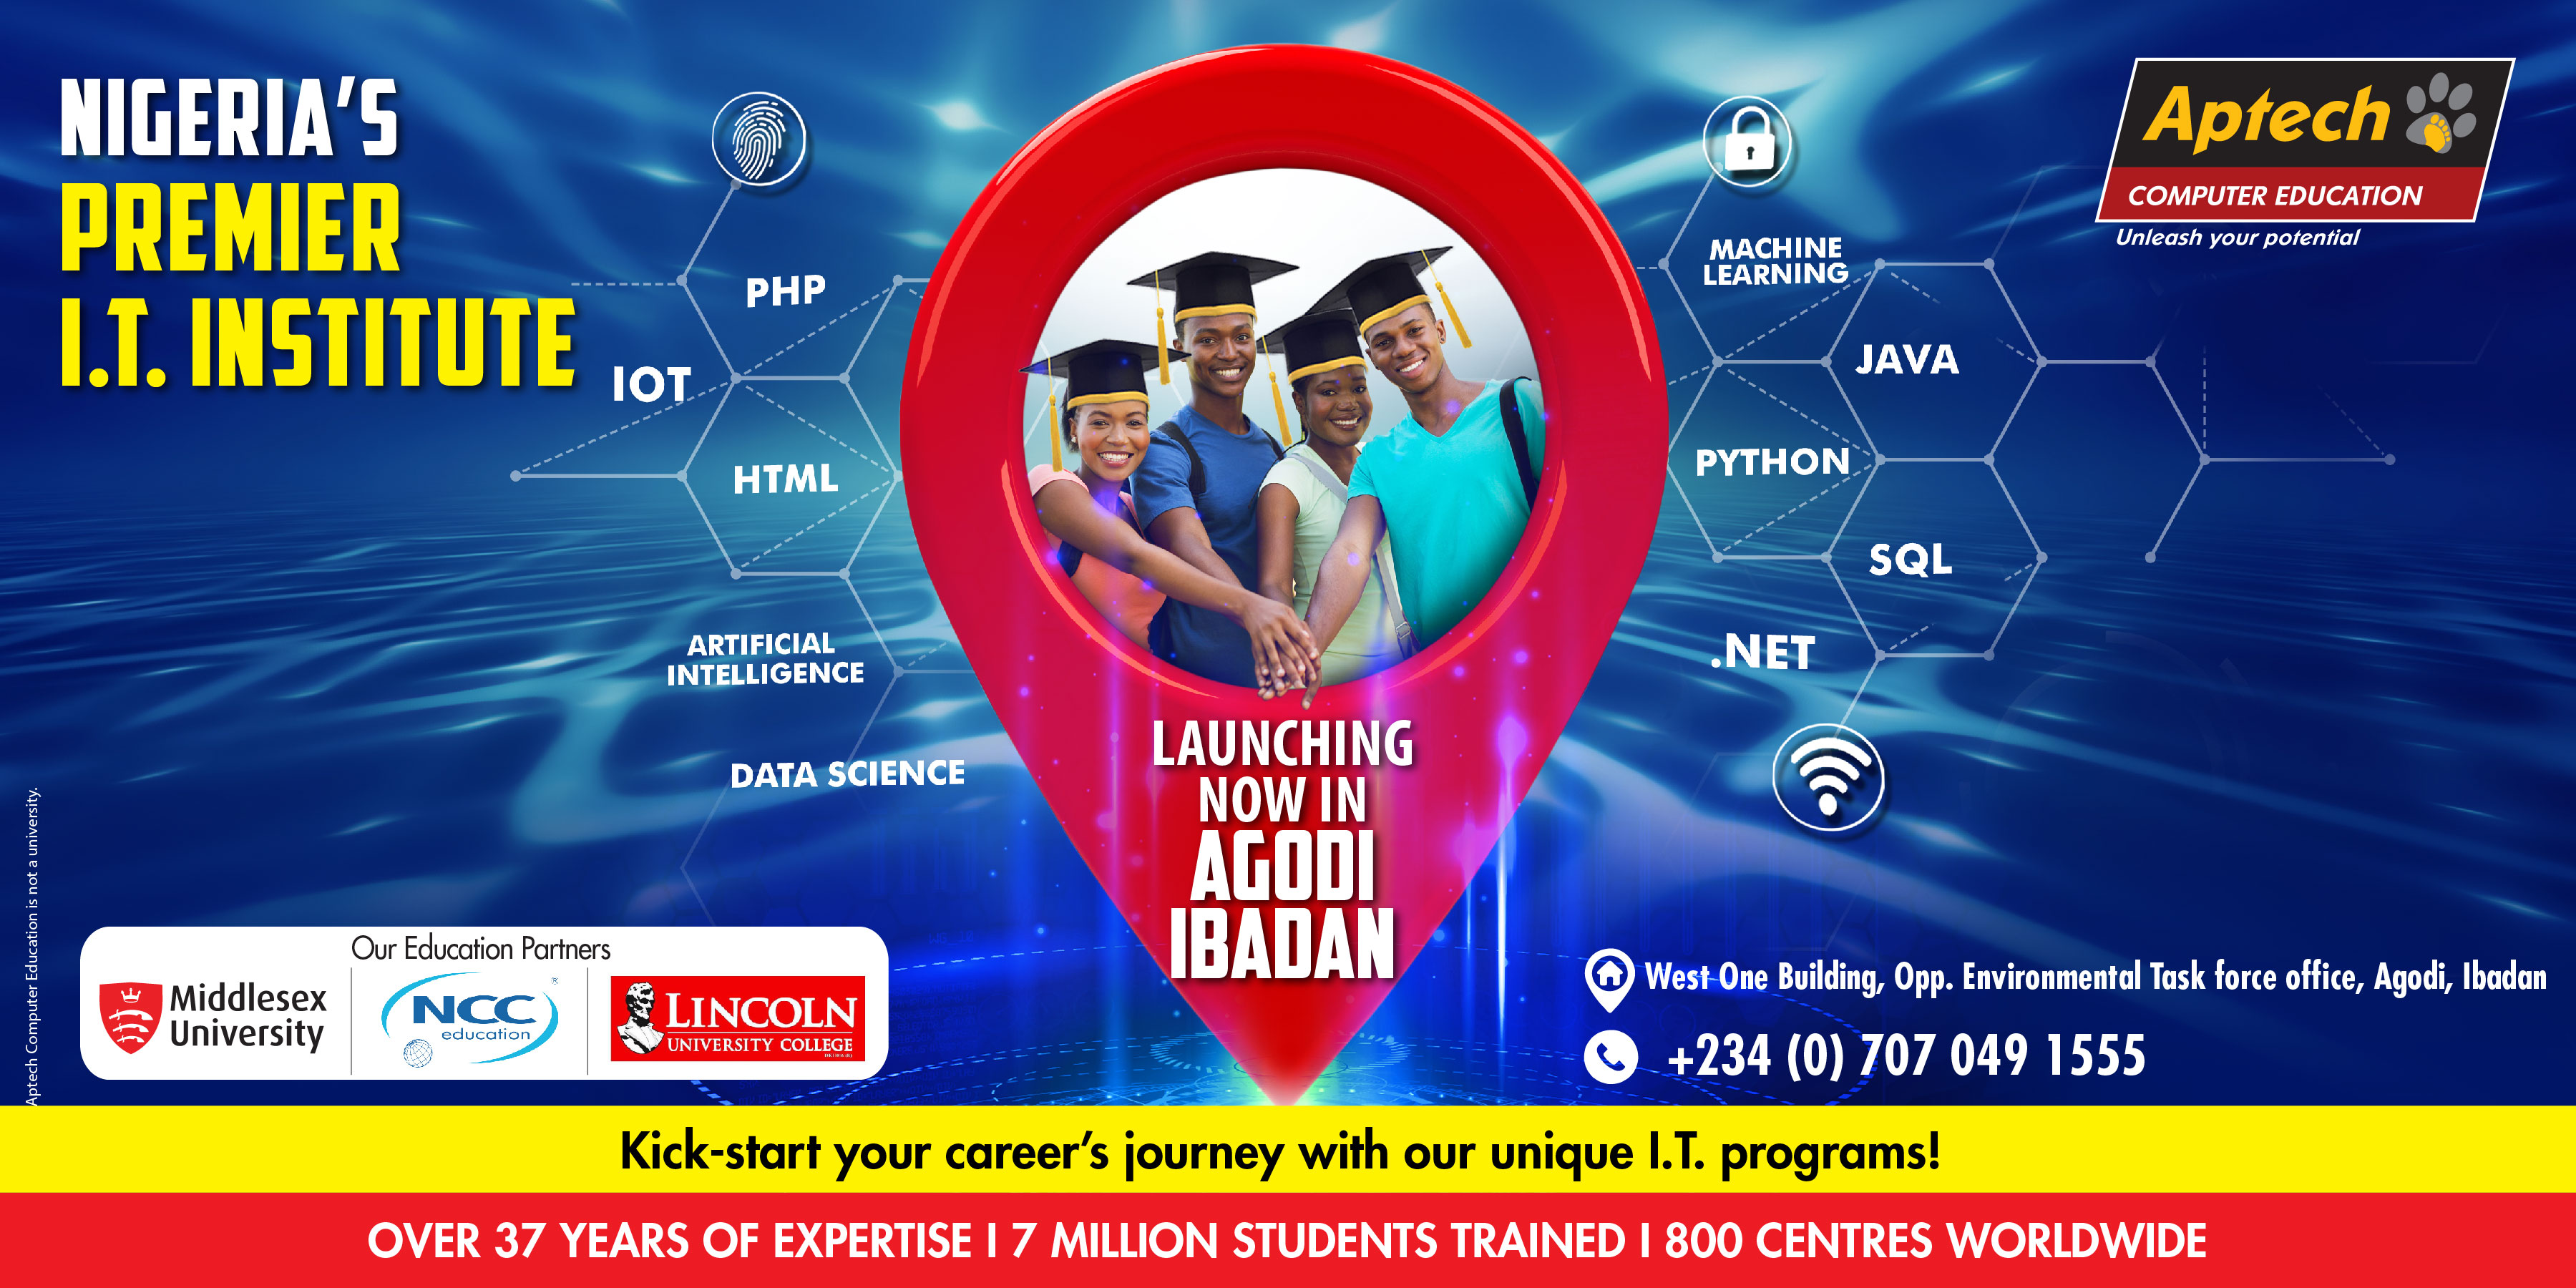 NIGERIA'S
PREMIER
I.T. INSTITUTE
Aptech
COMPUTER EDUCATION
Unleash your potential
PHP
IOT
HTML
ARTIFICIAL
INTELLIGENCE
DATA SCIENCE
MACHINE
LEARNING
JAVA
PYTHON
SQL
.NET
LAUNCHING
NOW IN
AGODI
IBADAN
Aptech Computer Education is not a university.
Our Education Partners
Middlesex
University
NCC
education
LINCOLN
UNIVERSITY COLLEGE
West One Building, Opp. Environmental Task force office, Agodi, Ibadan
+234 (0) 707 049 1555
Kick-start your career's journey with our unique I.T. programs!
OVER 37 YEARS OF EXPERTISE I 7 MILLION STUDENTS TRAINED I 800 CENTRES WORLDWIDE